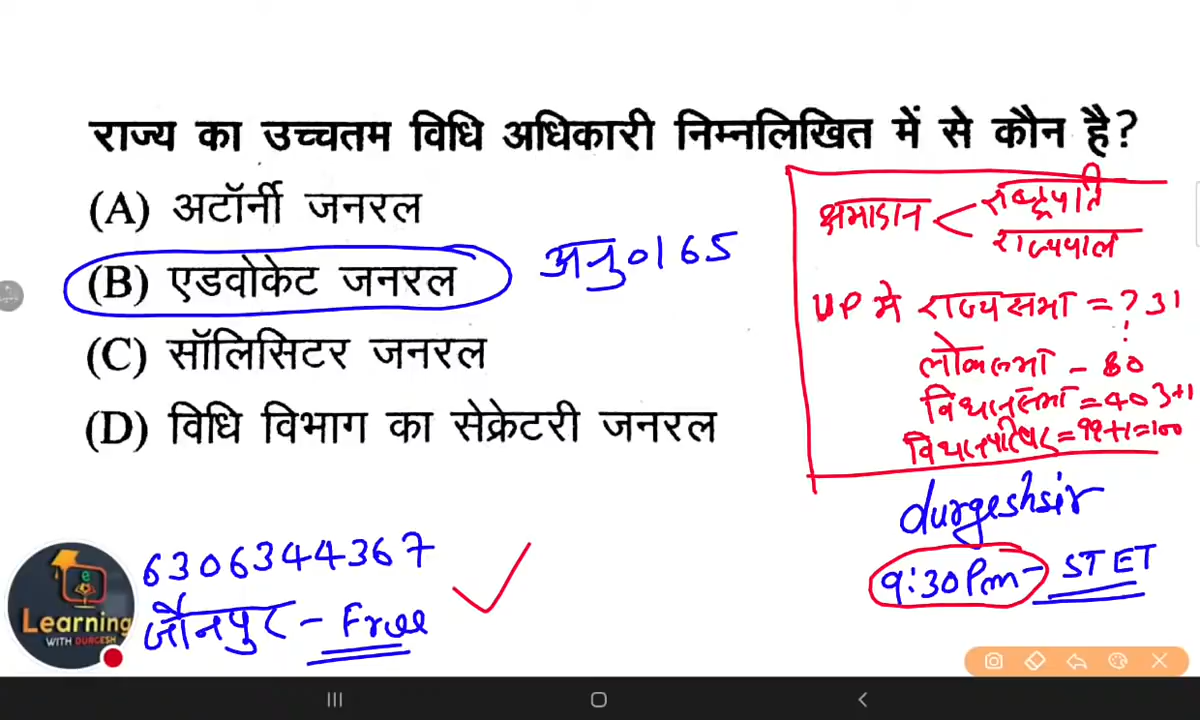 राज्य का उच्चतम विधि अधिकारी निम्नलिखित में से कौन है?
(A) अटॉर्नी जनरल
(B) एडवोकेट जनरल
अनु० 165
(C) सॉलिसिटर जनरल
(D) विधि विभाग का सेक्रेटरी जनरल
क्षमादान
राष्ट्रपति
राज्यपाल
UP में राज्यसभा = ? 31
लोकसभा - 80
विधानसभा = 403+1
विधानपरिषद = 99+1=100
durgeshsir
9:30 Pm - STET
6306344367
जौनपुर - Free
e
Learning
WITH DURGESH